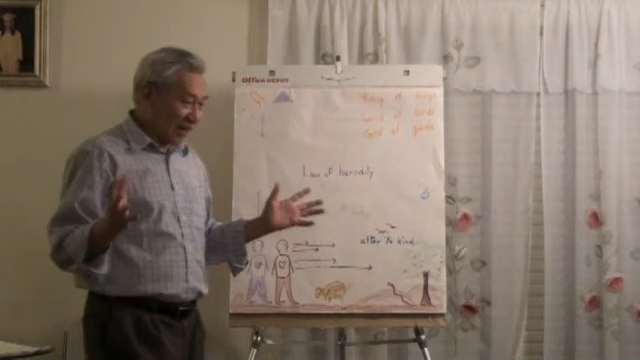 Office DEPOT
King of kings
Lord of lords
God of gods
Law of heredity
after its kind